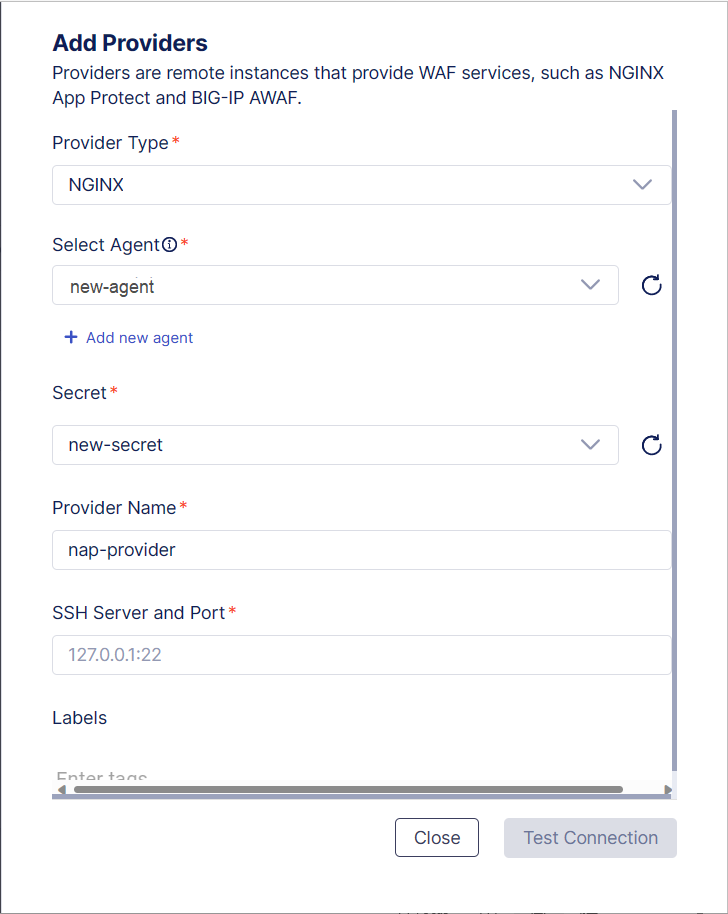 Add Providers
Providers are remote instances that provide WAF services, such as NGINX
App Protect and BIG-IP AWAF.
Provider Type*
NGINX
Select Agent*
new-agent
+ Add new agent
Secret*
new-secret
Provider Name*
nap-provider
SSH Server and Port*
127.0.0.1:22
Labels
Enter tags
Close
Test Connection